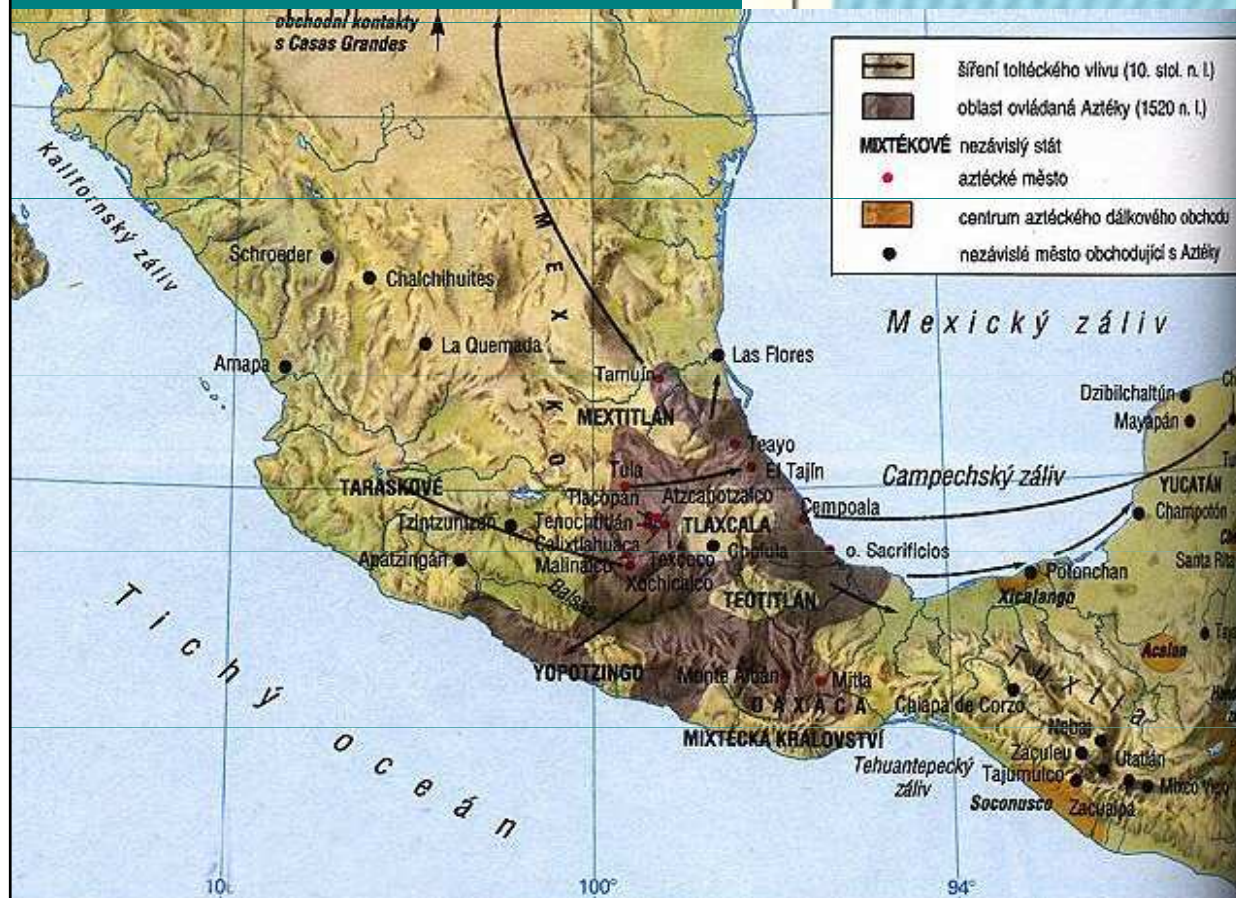 obchodní kontakty
s Casas Grandes
šíření toltéckého vlivu (10. stol. n. l.)
oblast ovládaná Aztéky (1520 n. l.)
MIXTÉKOVÉ nezávislý stát
aztécké město
centrum aztéckého dálkového obchodu
nezávislé město obchodující s Aztéky
Kalifornský záliv
MEXIKO
Schroeder
Chalchihuites
Mexický záliv
La Quemada
Las Flores
Amapa
Tamuín
Dzibilchaltún
MEXTITLÁN
Mayapán
Teayo
Tula
El Tajín
Campechský záliv
TARASKOVÉ
Tlacopán
Atzcapotzalco
YUCATÁN
Cempoala
Champotón
Tzintzuntzan
Tenochtitlán
TLAXCALA
Calixtlahuaca
Cholula
o. Sacrificios
Apatzingán
Malinalco
Texcoco
Santa Rita
Xochicalco
Potonchan
Balsas
TEOTITLÁN
Xicalango
Tichý oceán
Acalan
YOPOTZINGO
Monte Albán
Mitla
Tuxtla
OAXACA
Chiapa de Corzo
MIXTÉCKÁ KRÁLOVSTVÍ
Nebaj
Zaculeu
Utatlán
Tehuantepecký
záliv
Tajumulco
Soconusco
Zacualpa
100°
94°